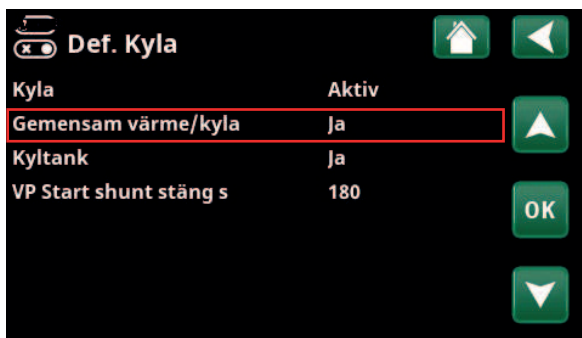 Def. Kyla
Kyla Aktiv
Gemensam värme/kyla Ja
Kyltank Ja
VP Start shunt stäng s 180
OK